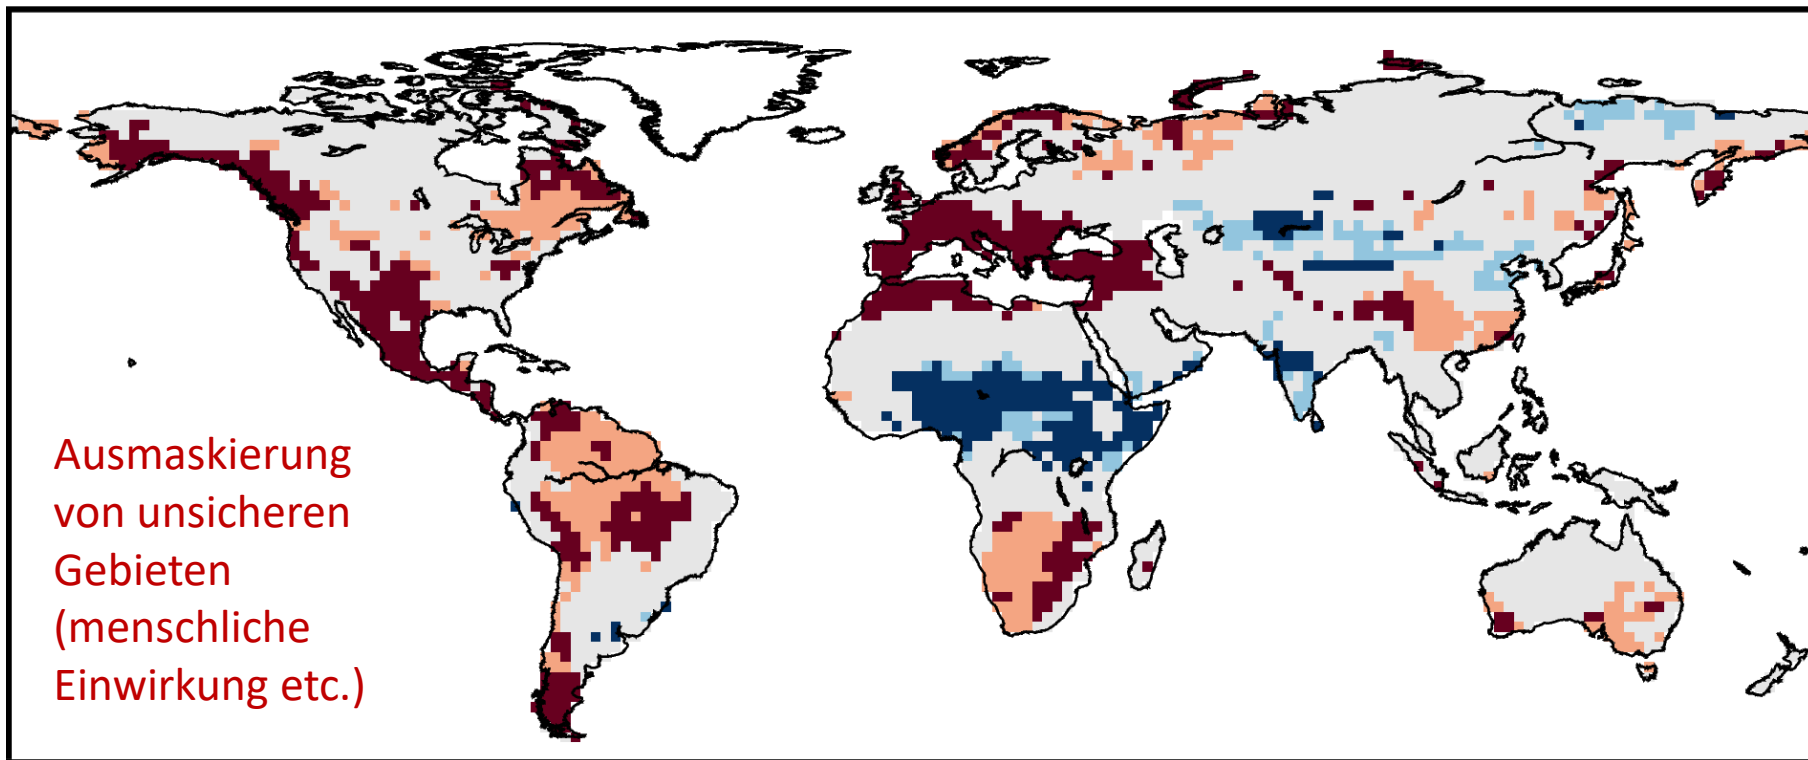 Ausmaskierung
von unsicheren
Gebieten
(menschliche
Einwirkung etc.)